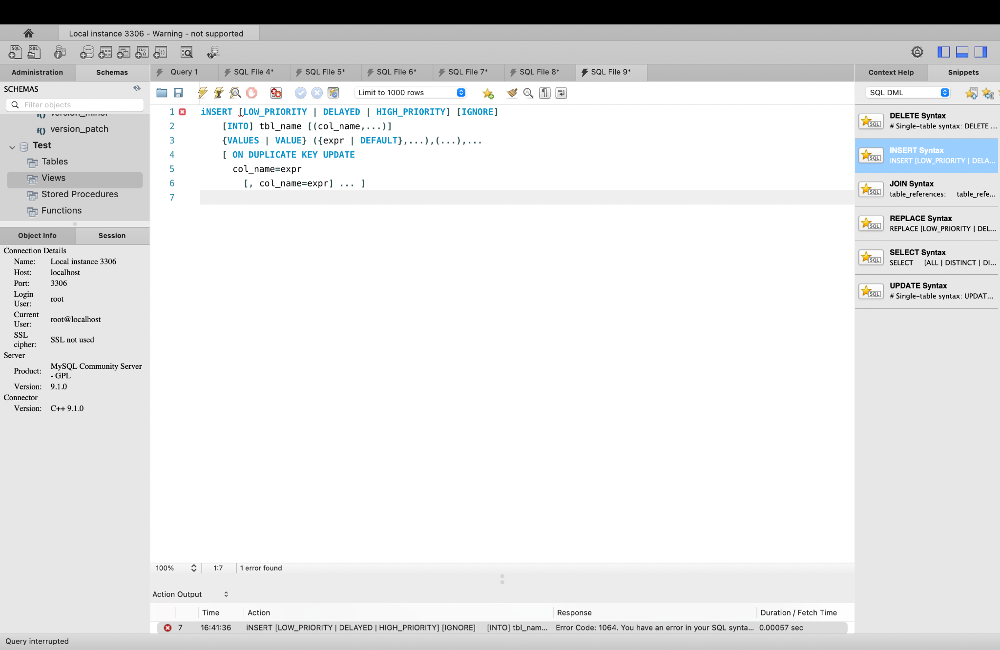 Local instance 3306 - Warning - not supported
Administration
Schemas
Query 1
SQL File 4*
SQL File 5*
SQL File 6*
SQL File 7*
SQL File 8*
SQL File 9*
Context Help
Snippets
SCHEMAS
Filter objects
Limit to 1000 rows
SQL DML
f() version_minor
f() version_patch
Test
Tables
Views
Stored Procedures
Functions
1 iNSERT [LOW_PRIORITY | DELAYED | HIGH_PRIORITY] [IGNORE]
2 [INTO] tbl_name [(col_name,...)]
3 {VALUES | VALUE} ({expr | DEFAULT},...),(...),...
4 [ ON DUPLICATE KEY UPDATE
5 col_name=expr
6 [, col_name=expr] ... ]
7
DELETE Syntax
# Single-table syntax: DELETE ...
INSERT Syntax
INSERT [LOW_PRIORITY | DELA...
JOIN Syntax
table_references: table_refe...
REPLACE Syntax
REPLACE [LOW_PRIORITY | DEL...
SELECT Syntax
SELECT [ALL | DISTINCT | DI...
UPDATE Syntax
# Single-table syntax: UPDAT...
Object Info
Session
Connection Details
Name: Local instance 3306
Host: localhost
Port: 3306
Login User: root
Current User: root@localhost
SSL cipher: SSL not used
Server
Product: MySQL Community Server - GPL
Version: 9.1.0
Connector
Version: C++ 9.1.0
100%
1:7
1 error found
Action Output
Time Action Response Duration / Fetch Time
7 16:41:36 iNSERT [LOW_PRIORITY | DELAYED | HIGH_PRIORITY] [IGNORE] [INTO] tbl_nam... Error Code: 1064. You have an error in your SQL synta... 0.00057 sec
Query interrupted